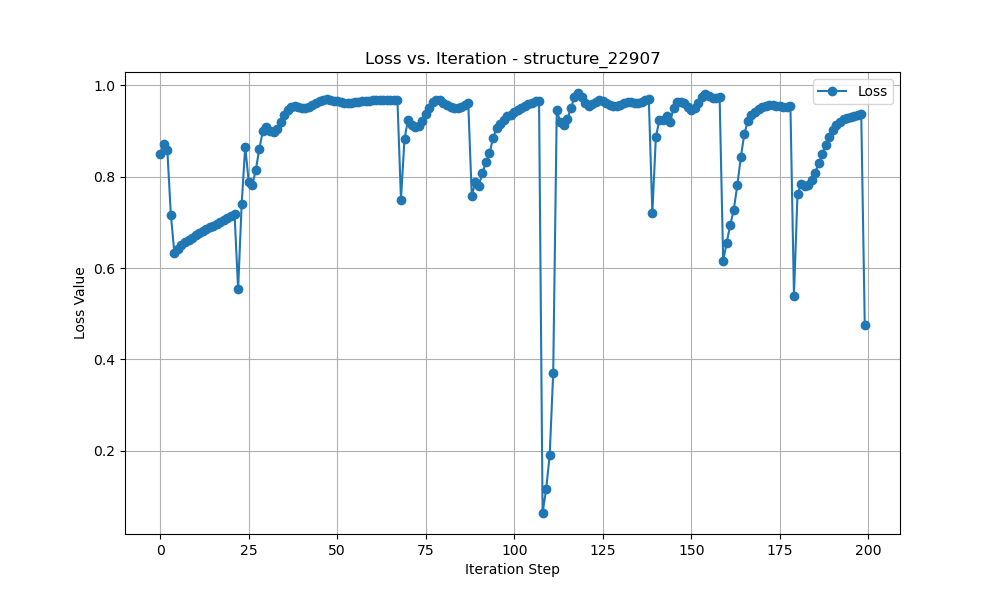 Loss vs. Iteration - structure_22907
Loss
1.0
0.8
0.6
0.4
0.2
Loss Value
0 25 50 75 100 125 150 175 200
Iteration Step